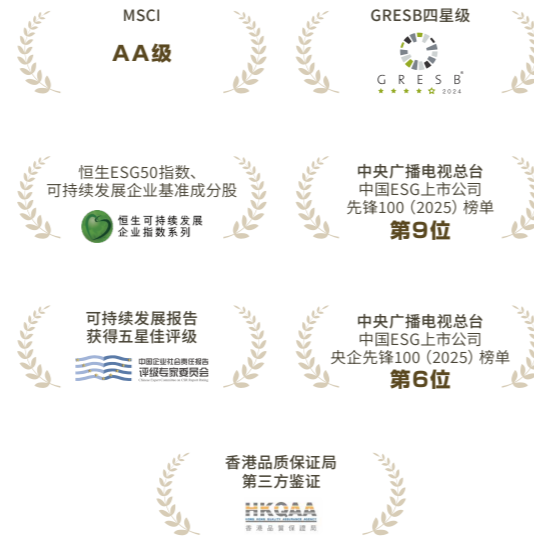 MSCI
AA级
GRESB四星级
GRESB
2024
恒生ESG50指数、
可持续发展企业基准成分股
恒生可持续发展
企业指数系列
中央广播电视总台
中国ESG上市公司
先锋100（2025）榜单
第9位
可持续发展报告
获得五星佳评级
中国企业社会责任报告
评级专家委员会
中央广播电视总台
中国ESG上市公司
央企先锋100（2025）榜单
第6位
香港品质保证局
第三方鉴证
HKQAA
香港品質保證局